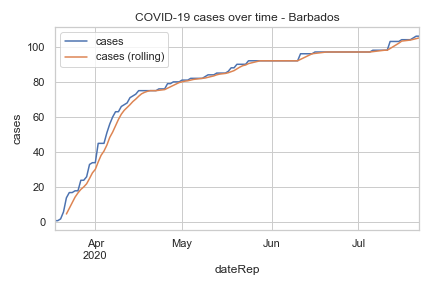 COVID-19 cases over time - Barbados
cases
cases (rolling)
100
80
60
40
20
0
cases
Apr
2020
May
Jun
Jul
dateRep